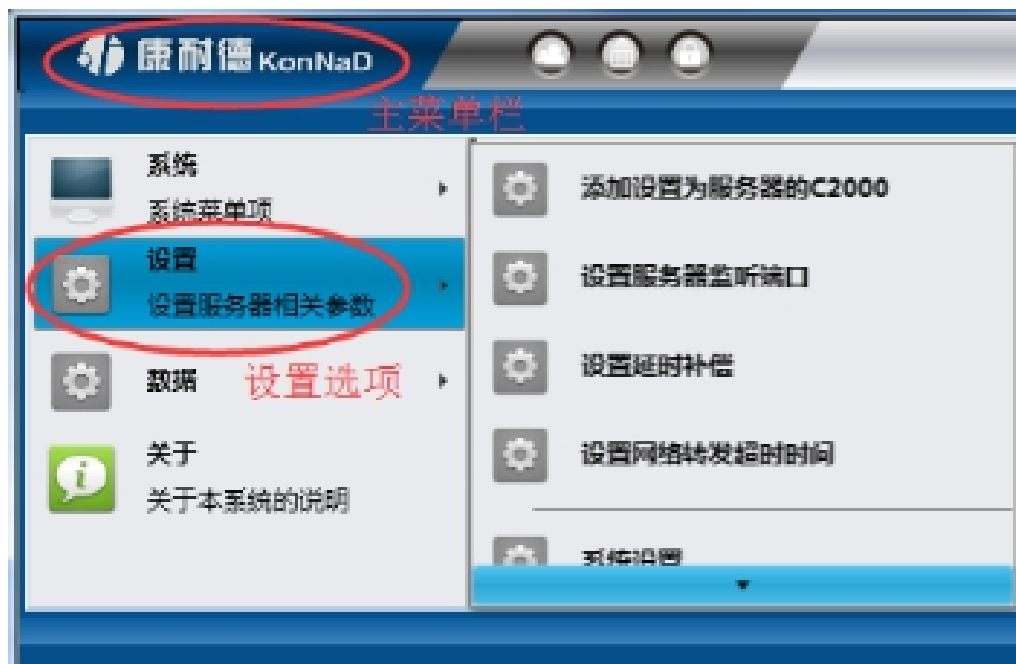 康耐德 KonNaD
主菜单栏
系统
系统菜单项
设置
设置服务器相关参数
数据
设置选项
关于
关于本系统的说明
添加设置为服务器的C2000
设置服务器监听端口
设置延时补偿
设置网络转发超时时间
系统设置